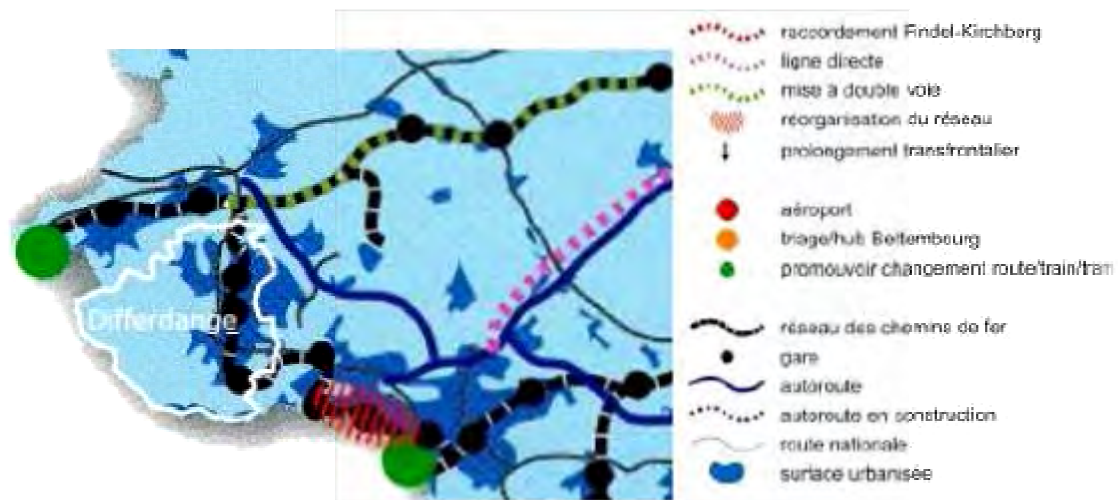 Differdange
raccordement Findel-Kirchberg
ligne directe
mise à double voie
réorganisation du réseau
prolongement transfrontalier
aéroport
triage/hub Bettembourg
promouvoir changement route/train/tram
réseau des chemins de fer
gare
autoroute
autoroute en construction
route nationale
surface urbanisée